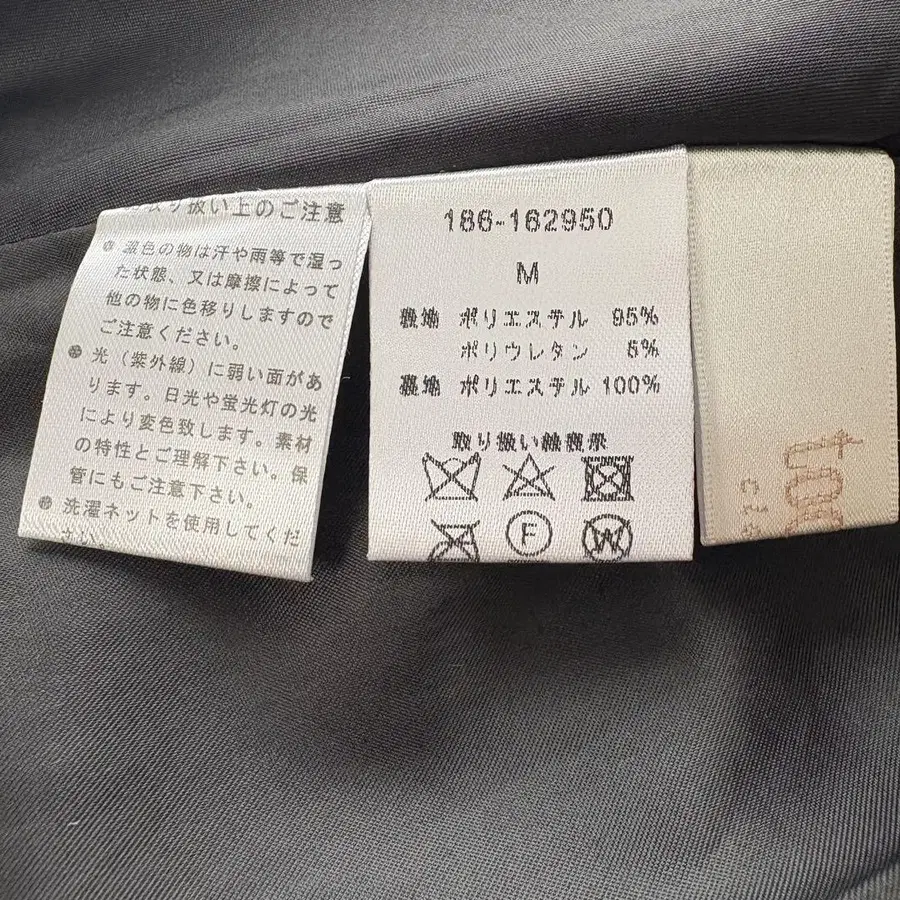 取り扱い上のご注意
濃色の物は汗や雨等で湿っ
た状態、又は摩擦によって
他の物に色移りしますので
ご注意ください。
光（紫外線）に弱い面があ
ります。日光や蛍光灯の光
により変色致します。素材
の特性とご理解下さい。保
管にもご注意下さい。
洗濯ネットを使用してくだ
さい
186-162950
M
表地 ポリエステル 95%
ポリウレタン 5%
裏地 ポリエステル 100%
取り扱い絵表示
F
W